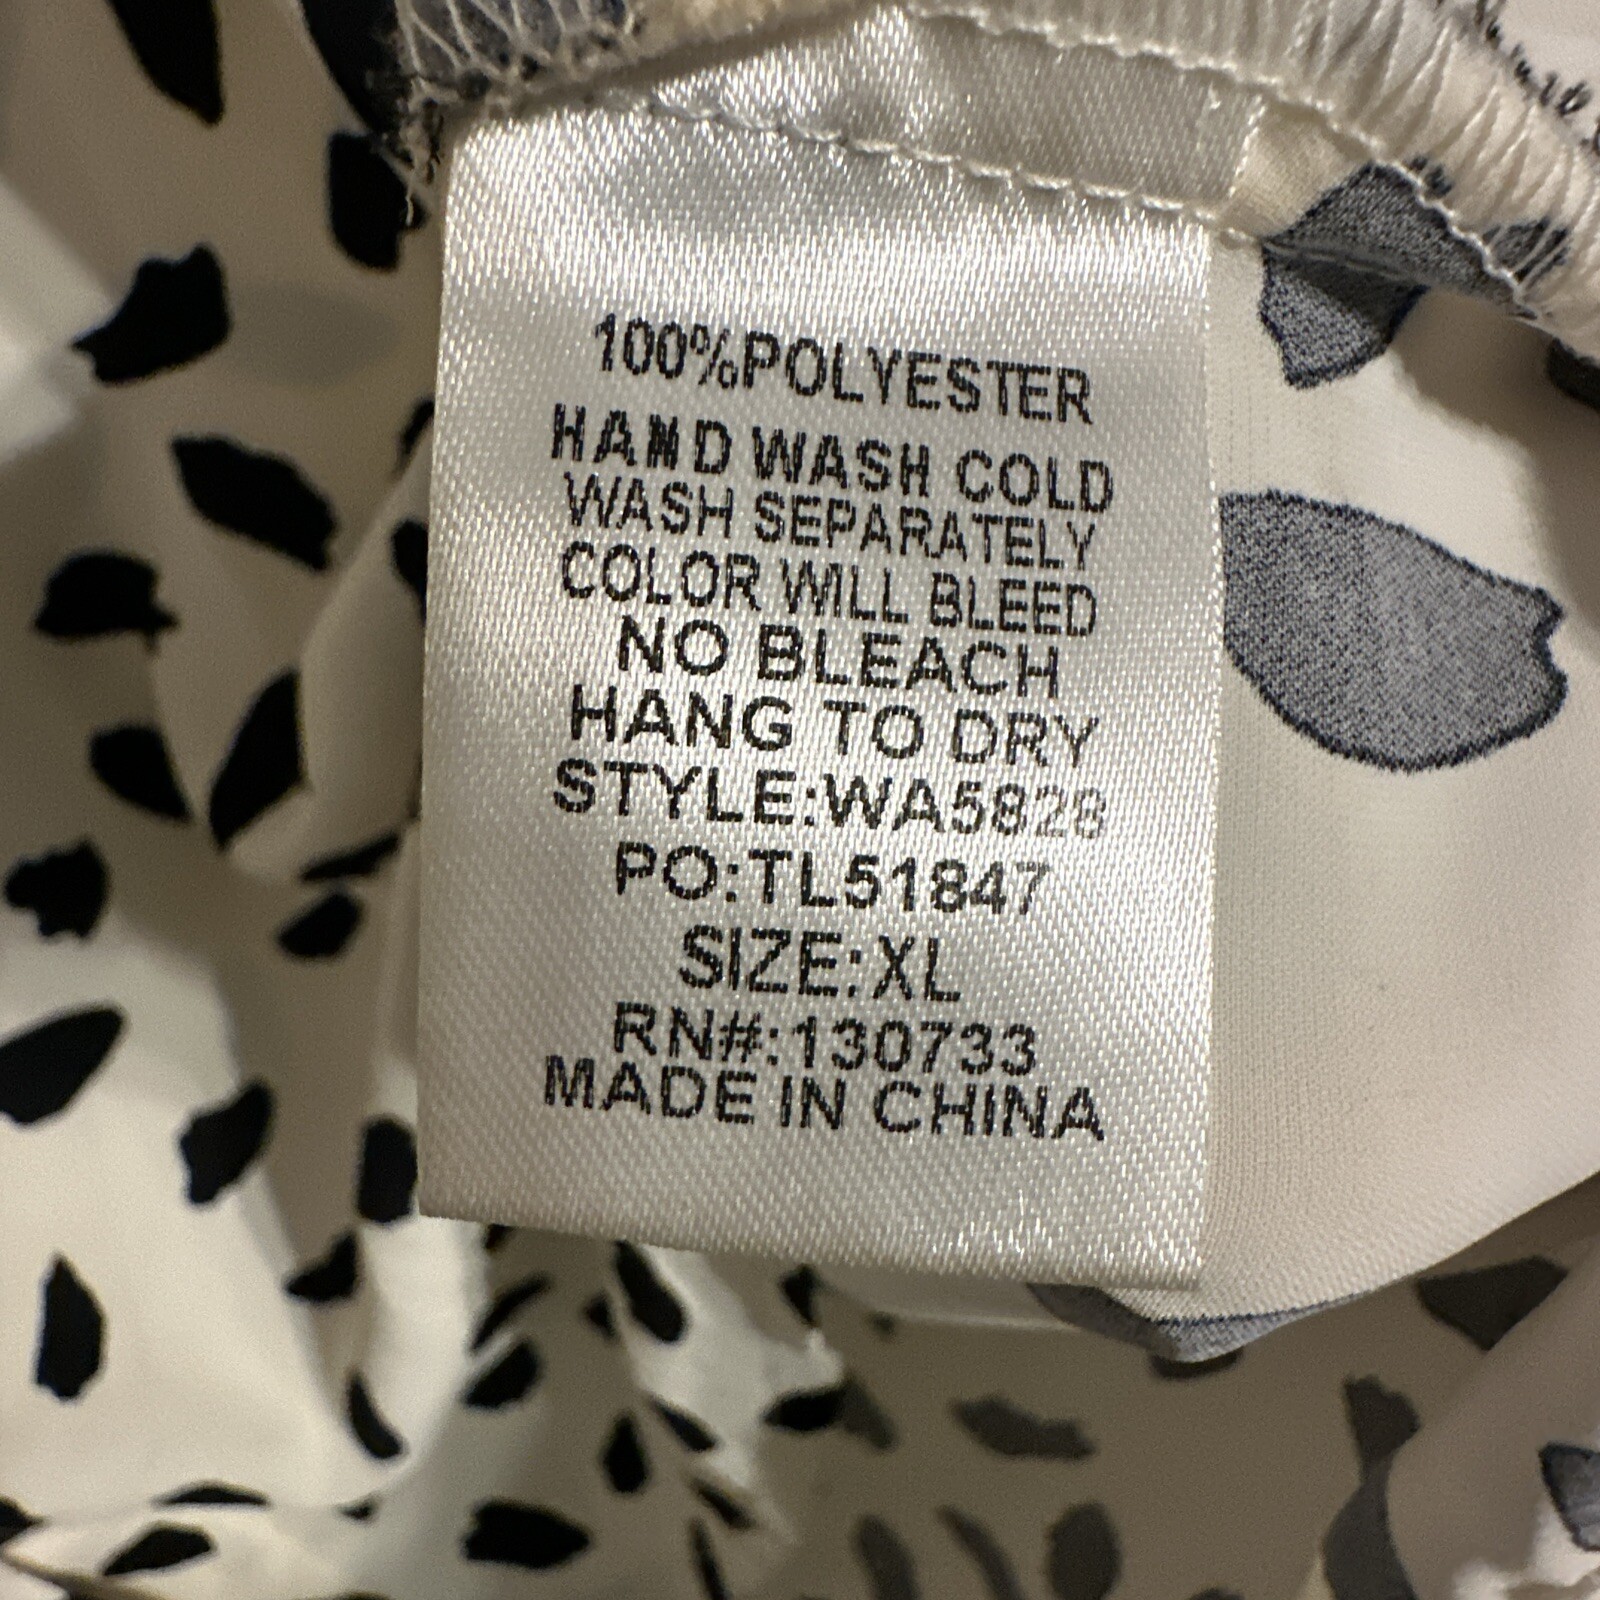 100%POLYESTER
HAND WASH COLD
WASH SEPARATELY
COLOR WILL BLEED
NO BLEACH
HANG TO DRY
STYLE:WA5828
PO:TL51847
SIZE:XL
RN#:130733
MADE IN CHINA